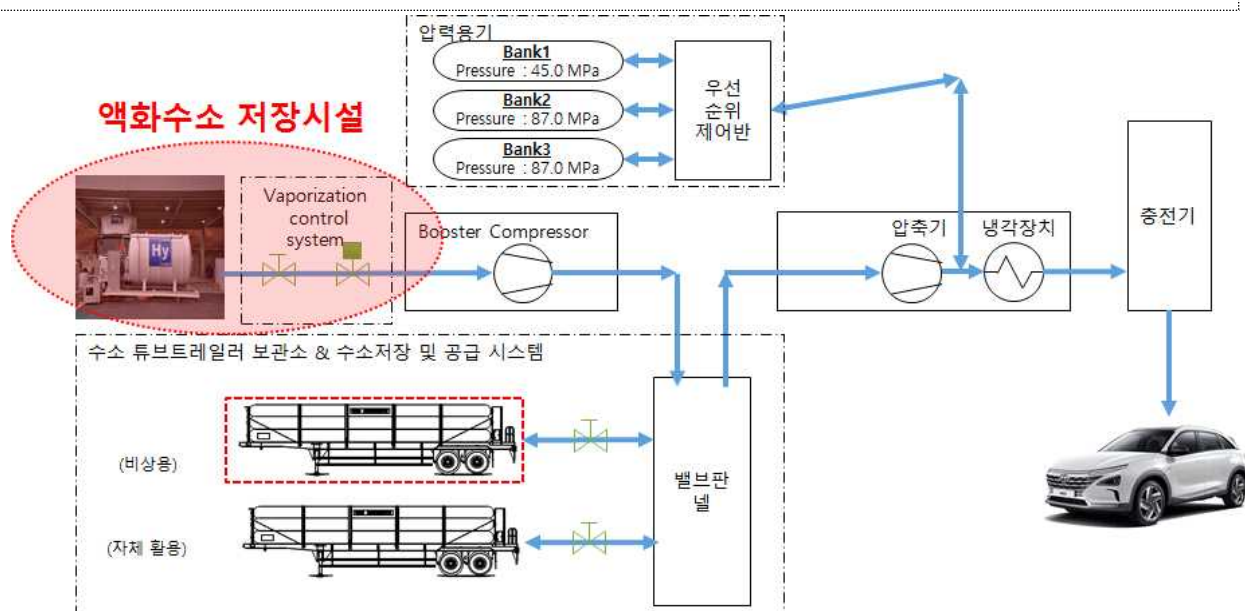 압력용기
Bank1
Pressure : 45.0 MPa
Bank2
Pressure : 87.0 MPa
Bank3
Pressure : 87.0 MPa
우선
순위
제어반
액화수소 저장시설
Hy
Vaporization
control
system
Booster Compressor
압축기
냉각장치
충전기
수소 튜브트레일러 보관소 & 수소저장 및 공급 시스템
(비상용)
(자체 활용)
밸브판
넬